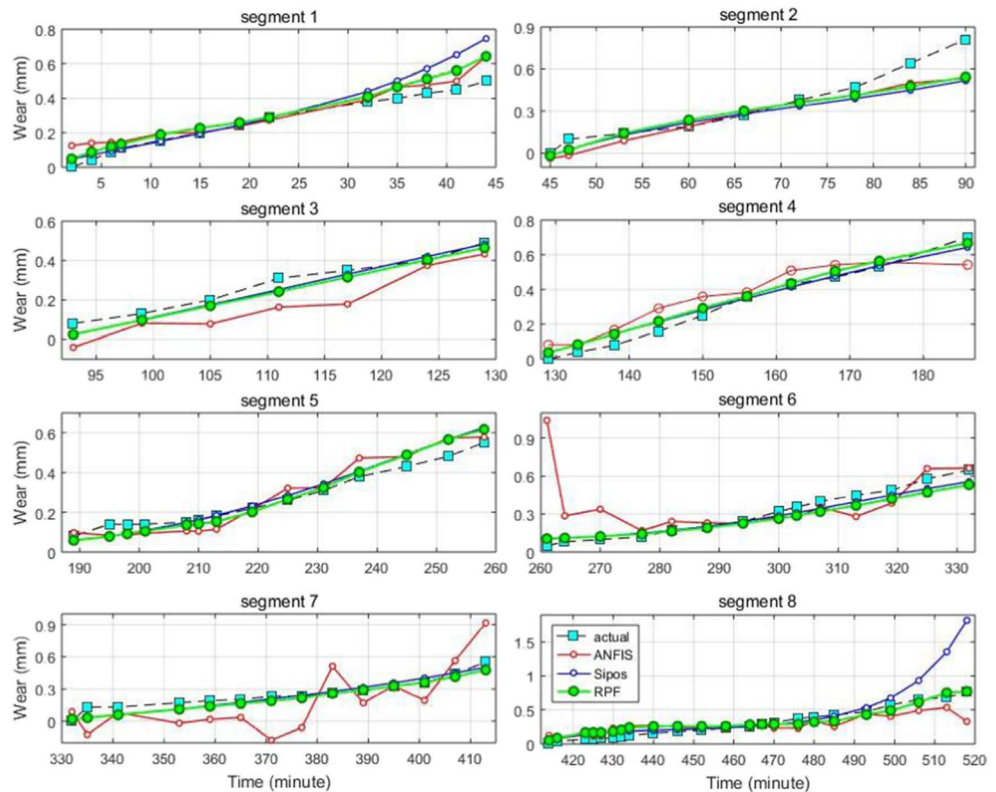 segment 1
segment 2
0.8
0.6
0.4
0.2
0
Wear (mm)
5 10 15 20 25 30 35 40 45
0.9
0.6
0.3
0
45 50 55 60 65 70 75 80 85 90
segment 3
segment 4
0.6
0.4
0.2
0
Wear (mm)
95 100 105 110 115 120 125 130
0.8
0.6
0.4
0.2
0
130 140 150 160 170 180
segment 5
segment 6
0.6
0.4
0.2
0
Wear (mm)
190 200 210 220 230 240 250 260
0.9
0.6
0.3
0
260 270 280 290 300 310 320 330
segment 7
segment 8
0.9
0.6
0.3
0
Wear (mm)
330 340 350 360 370 380 390 400 410
Time (minute)
1.5
1
0.5
0
actual
ANFIS
Sipos
RPF
420 430 440 450 460 470 480 490 500 510 520
Time (minute)